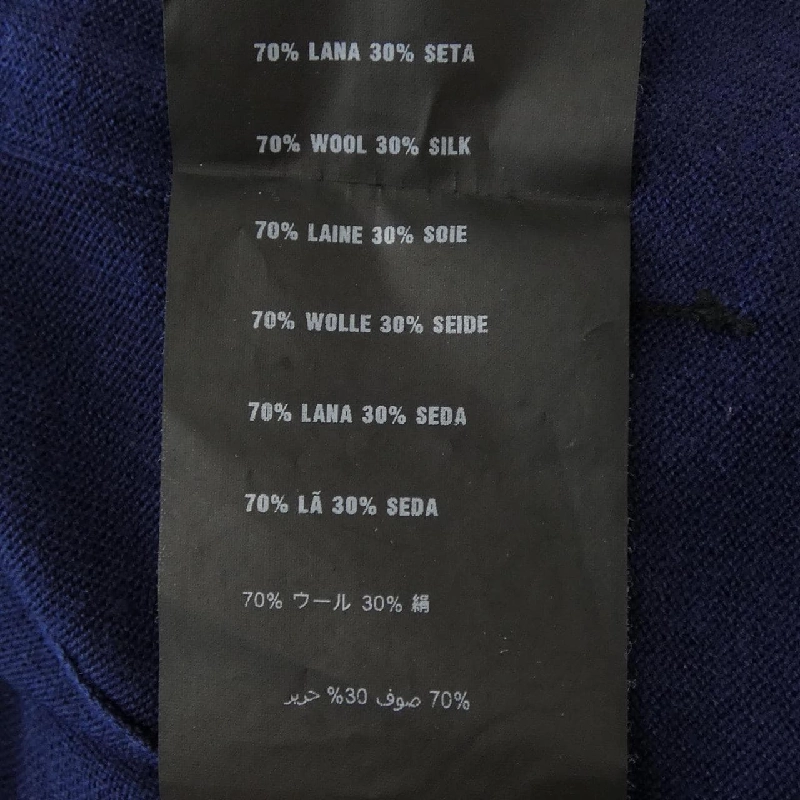 70% LANA 30% SETA
70% WOOL 30% SILK
70% LAINE 30% SOIE
70% WOLLE 30% SEIDE
70% LANA 30% SEDA
70% LÃ 30% SEDA
70% ウール 30% 絹
70% صوف 30% حرير